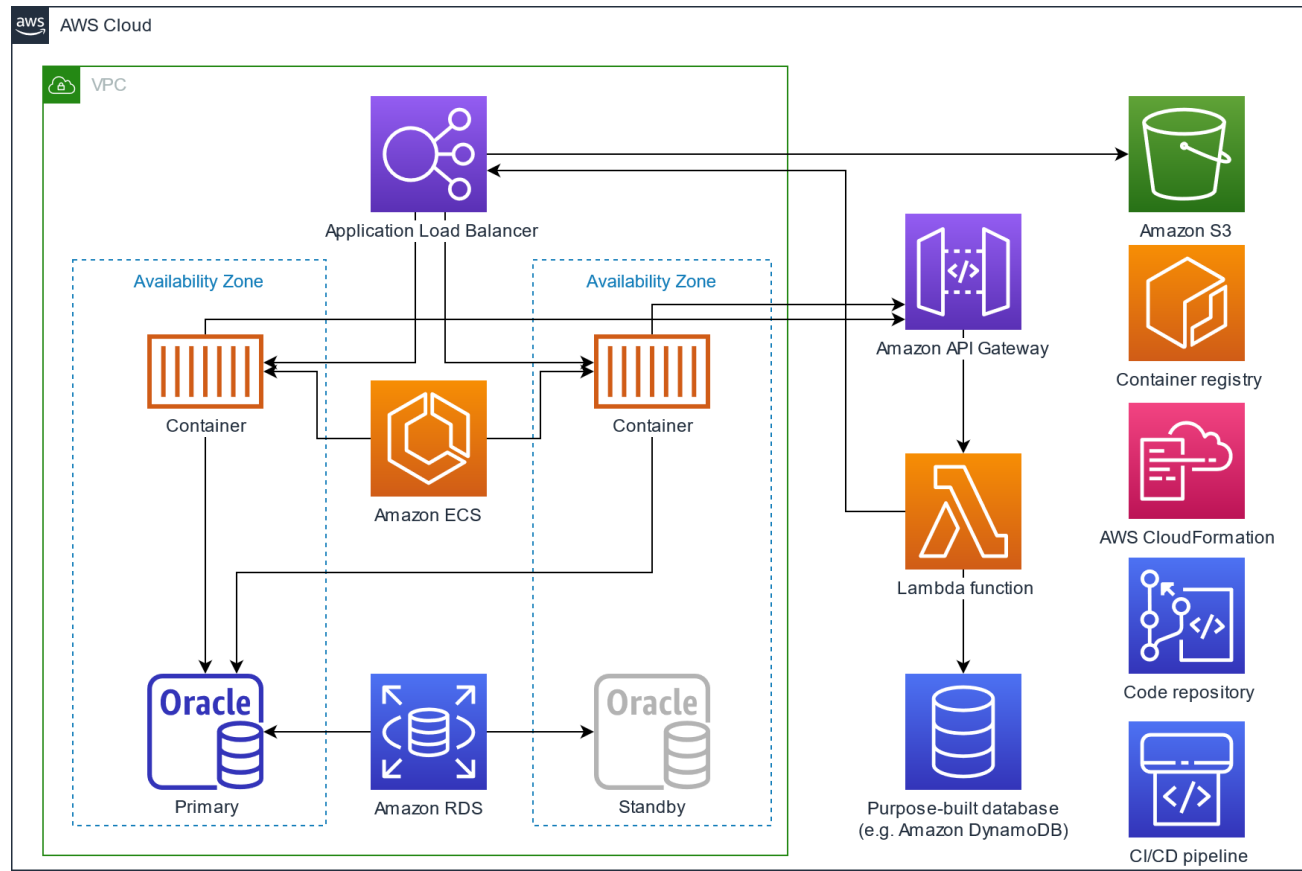 aws
AWS Cloud
VPC
Application Load Balancer
Amazon S3
Availability Zone
Availability Zone
</>
Amazon API Gateway
Container registry
Container
Container
Amazon ECS
AWS CloudFormation
Lambda function
</>
Code repository
Oracle
Oracle
Primary
Amazon RDS
Standby
Purpose-built database
(e.g. Amazon DynamoDB)
</>
CI/CD pipeline